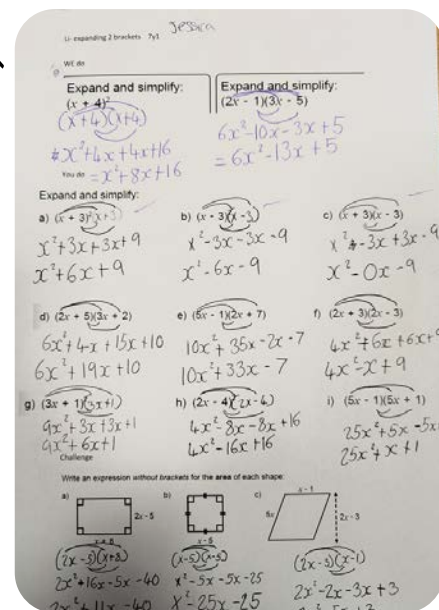 Jessica
Li- expanding 2 brackets 7y1
WE do
Expand and simplify:
(x + 4)²
(x+4)(x+4)
x²+4x+4x+16
=x²+8x+16
Expand and simplify:
(2x - 1)(3x - 5)
6x²-10x-3x+5
=6x²-13x+5
You do
Expand and simplify:
a) (x + 3)²(x+3)
x²+3x+3x+9
x²+6x+9
b) (x - 3)(x-3)
x²-3x-3x-9
x²-6x-9
c) (x + 3)(x - 3)
x²-3x+3x-9
x²-0x-9
d) (2x + 5)(3x + 2)
6x²+4x+15x+10
6x²+19x+10
e) (5x - 1)(2x + 7)
10x²+35x-2x-7
10x²+33x-7
f) (2x + 3)(2x - 3)
4x²+6x+6x+9
4x²-x+9
g) (3x + 1)(3x+1)
9x²+3x+3x+1
9x²+6x+1
h) (2x - 4)(2x-4)
4x²-8x-8x+16
4x²-16x+16
i) (5x - 1)(5x + 1)
25x²+5x-5x
25x²+x+1
Challenge
Write an expression without brackets for the area of each shape:
a)
2x - 5
x + 8
(2x-5)(x+8)
2x²+16x-5x-40
2x²+11x-40
b)
x - 5
(x-5)(x-5)
x²-5x-5x-25
x²-25x-25
c)
x - 1
6x
2x - 3
(2x-3)(x-1)
2x²-2x-3x+3